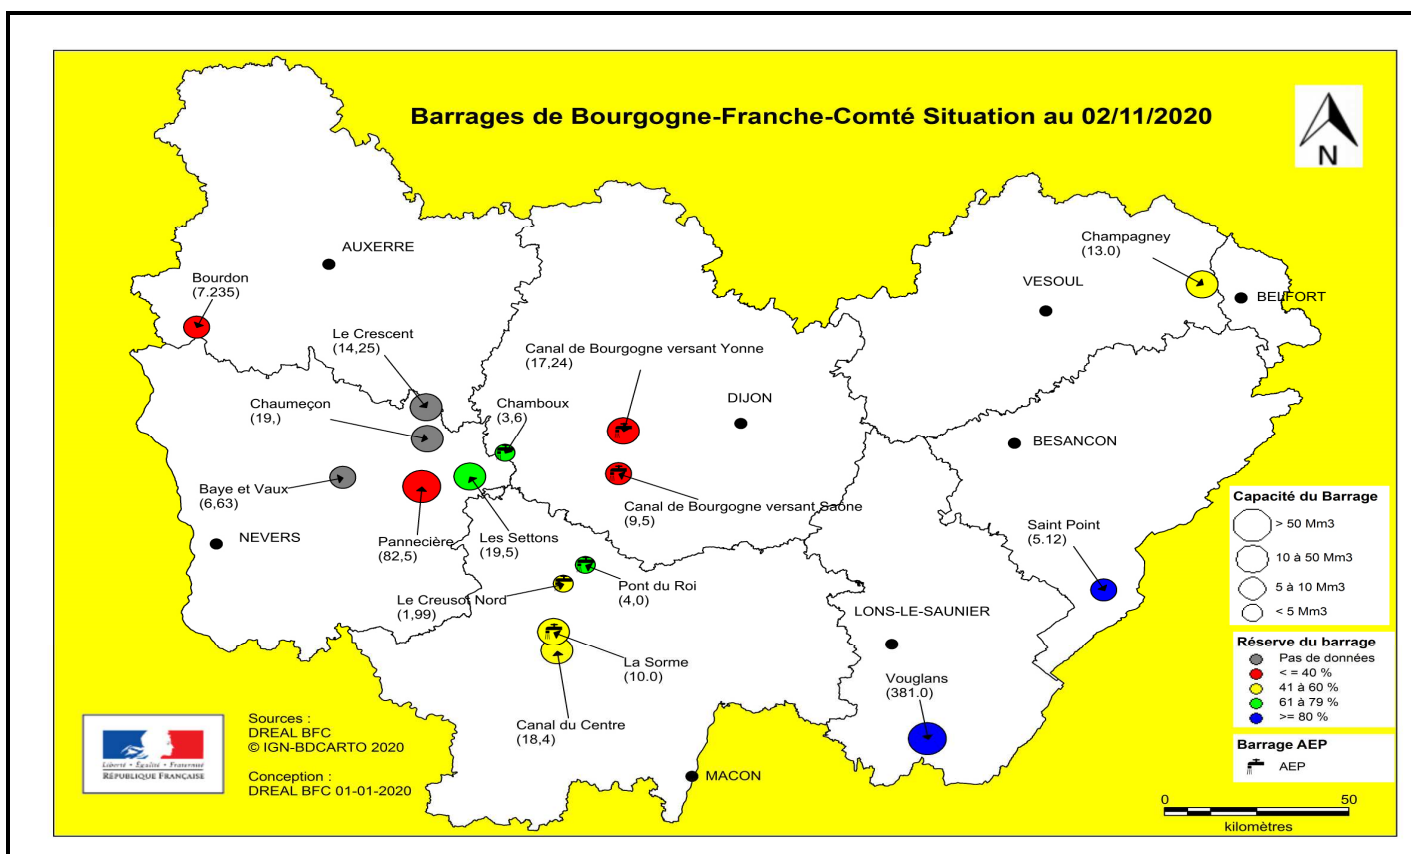 Barrages de Bourgogne-Franche-Comté Situation au 02/11/2020
N
AUXERRE
Bourdon
(7.235)
Le Crescent
(14,25)
Chaumeçon
(19,)
Baye et Vaux
(6,63)
NEVERS
Pannecière
(82,5)
Les Settons
(19,5)
Chamboux
(3,6)
Canal de Bourgogne versant Yonne
(17,24)
DIJON
Canal de Bourgogne versant Saône
(9,5)
Pont du Roi
(4,0)
Le Creusot Nord
(1,99)
La Sorme
(10.0)
Canal du Centre
(18,4)
MACON
Champagney
(13.0)
VESOUL
BELFORT
BESANCON
Saint Point
(5.12)
LONS-LE-SAUNIER
Vouglans
(381.0)
Capacité du Barrage
> 50 Mm3
10 à 50 Mm3
5 à 10 Mm3
< 5 Mm3
Réserve du barrage
Pas de données
< = 40 %
41 à 60 %
61 à 79 %
>= 80 %
Barrage AEP
AEP
0 50
kilomètres
Liberté • Égalité • Fraternité
RÉPUBLIQUE FRANÇAISE
Sources :
DREAL BFC
© IGN-BDCARTO 2020
Conception :
DREAL BFC 01-01-2020